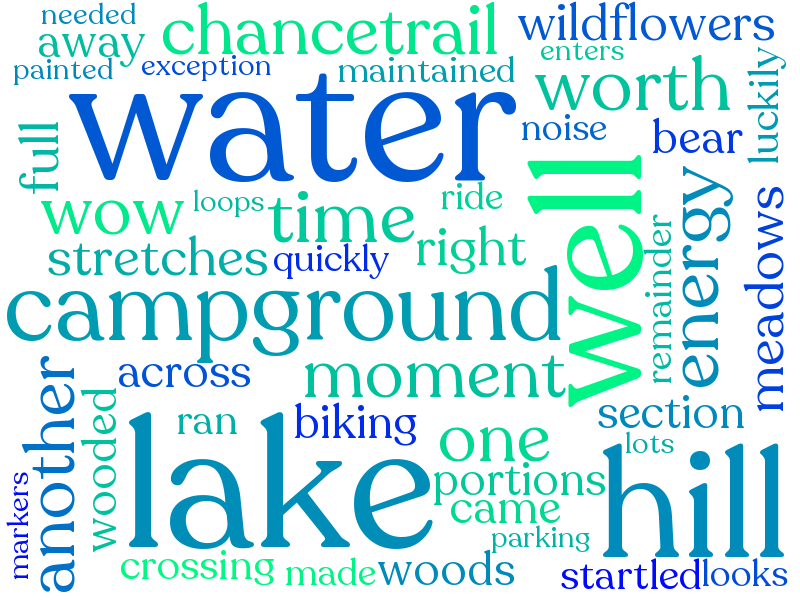 needed
away
chancetrail
wildflowers
enters
painted
exception
maintained
worth
luckily
water
noise
bear
full
well
wow
loops
time
ride
right
energy
meadows
stretches
quickly
remainder
campground
across
moment
another
wooded
ran
biking
one
section
lots
lake
hill
portions
came
markers
parking
crossing
made
woods
startled
looks